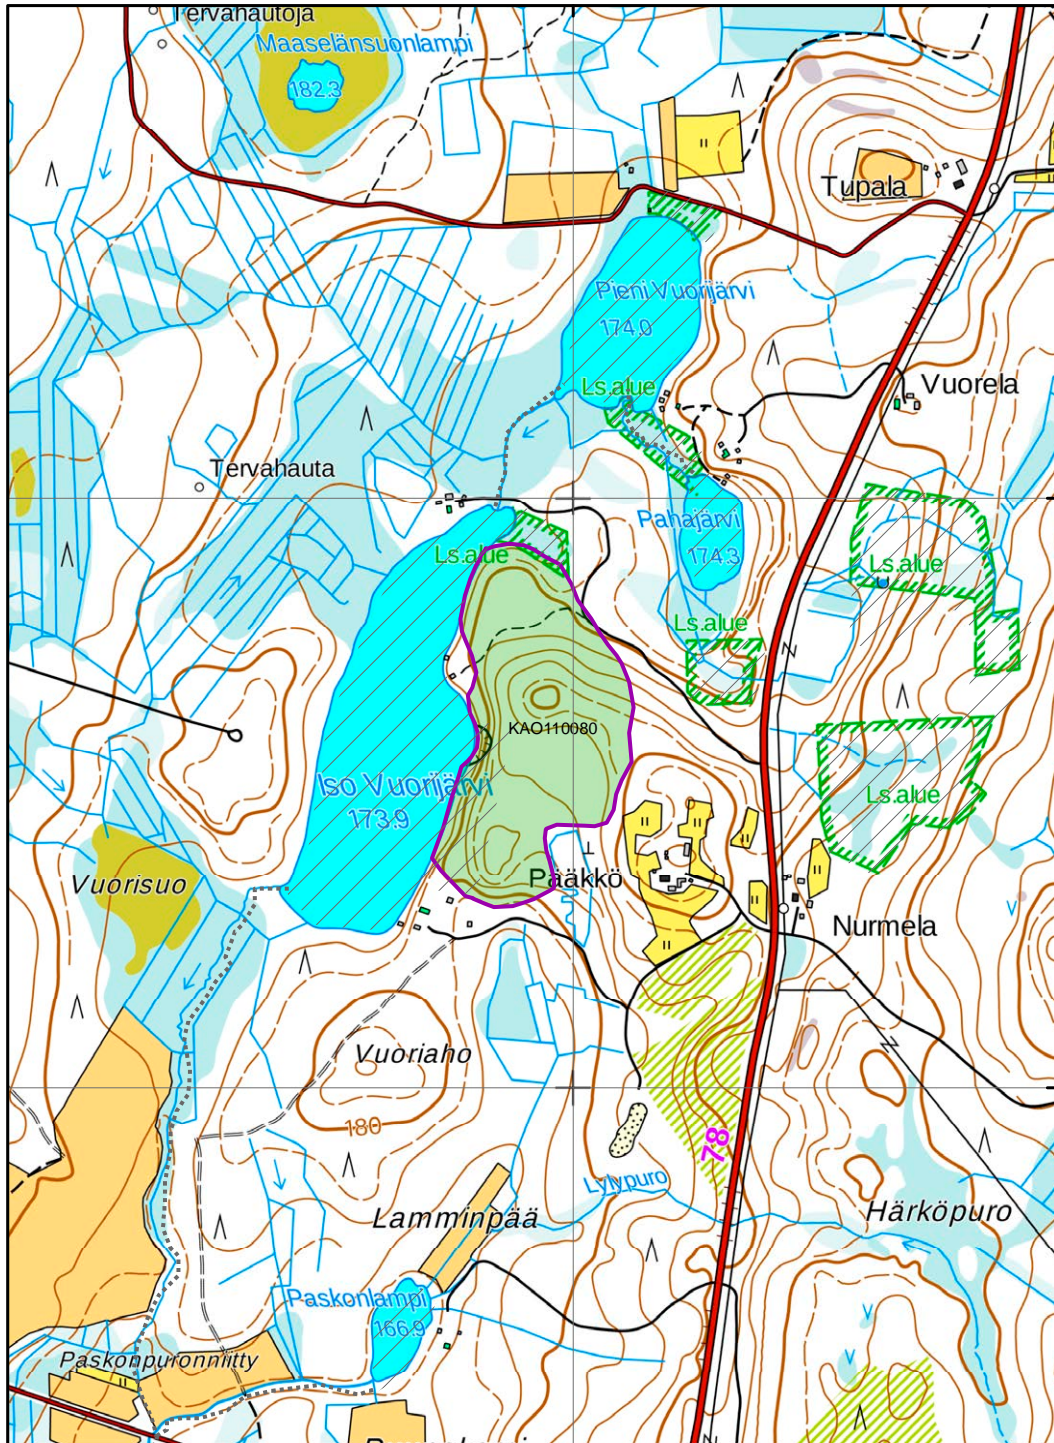 Tervahautoja
Maaselänsuonlampi
182.3
Tupala
Pieni Vuorijärvi
174.0
Ls.alue
Vuorela
Tervahauta
Pahajärvi
174.3
Ls.alue
Ls.alue
Ls.alue
KAO110080
Iso Vuorijärvi
173.9
Ls.alue
Vuorisuo
Pääkkö
Nurmela
Vuoriaho
180
78
Lylypuro
Lamminpää
Härköpuro
Paskonlampi
166.9
Paskonpuronniitty